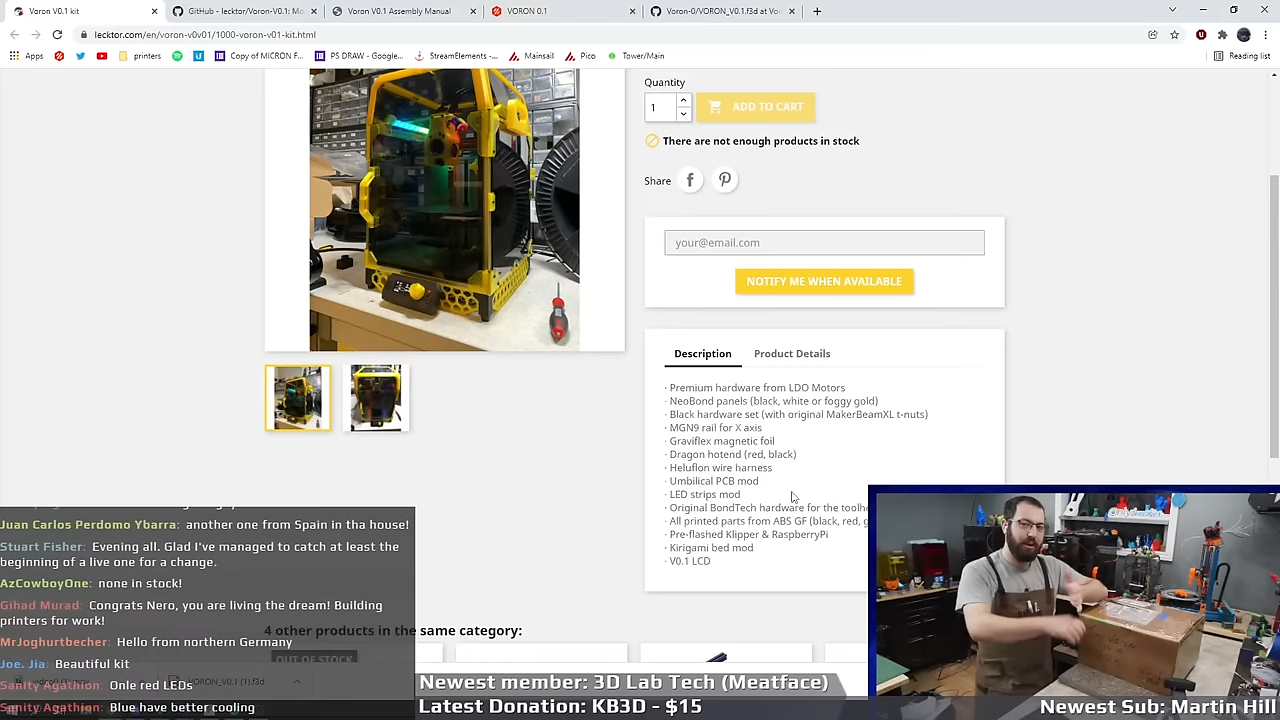 Voron V0.1 kit
GitHub - lecktor/Voron-V0.1: Mo
Voron V0.1 Assembly Manual
VORON 0.1
Voron-0/VORON_V0.1.f3d at Vo
lecktor.com/en/voron-v0v01/1000-voron-v01-kit.html
Apps
printers
Copy of MICRON F...
PS DRAW - Google...
StreamElements -...
Mainsail
Pico
Tower/Main
Reading list
Quantity
1
ADD TO CART
There are not enough products in stock
Share
your@email.com
NOTIFY ME WHEN AVAILABLE
Description
Product Details
· Premium hardware from LDO Motors
· NeoBond panels (black, white or foggy gold)
· Black hardware set (with original MakerBeamXL t-nuts)
· MGN9 rail for X axis
· Graviflex magnetic foil
· Dragon hotend (red, black)
· Heluflon wire harness
· Umbilical PCB mod
· LED strips mod
· Original BondTech hardware for the toolhe
· All printed parts from ABS GF (black, red, g
· Pre-flashed Klipper & RaspberryPi
· Kirigami bed mod
· V0.1 LCD
4 other products in the same category:
OUT OF STOCK
VORON_V0.1 (1).f3d
Juan Carlos Perdomo Ybarra: another one from Spain in tha house!
Stuart Fisher: Evening all. Glad I've managed to catch at least the
beginning of a live one for a change.
AzCowboyOne: none in stock!
Gihad Murad: Congrats Nero, you are living the dream! Building
printers for work!
MrJoghurtbecher: Hello from northern Germany
Joe. Jia: Beautiful kit
Sanity Agathion: Onle red LEDs
Sanity Agathion: Blue have better cooling
Newest member: 3D Lab Tech (Meatface)
Latest Donation: KB3D - $15
Newest Sub: Martin Hill